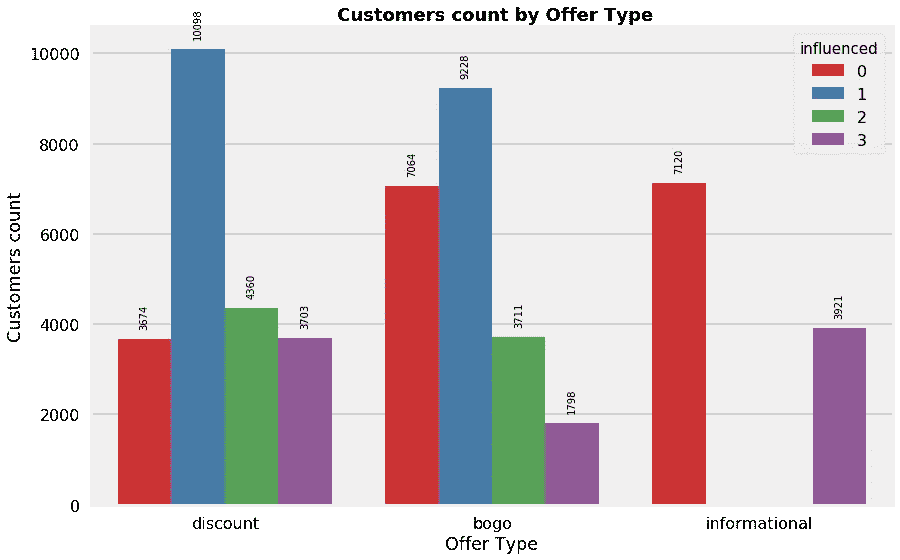 Customers count by Offer Type
10098
10000
9228
influenced
0
1
2
3
8000
7064
7120
6000
Customers count
4360
4000
3674
3703
3711
3921
2000
1798
0
discount
bogo
informational
Offer Type